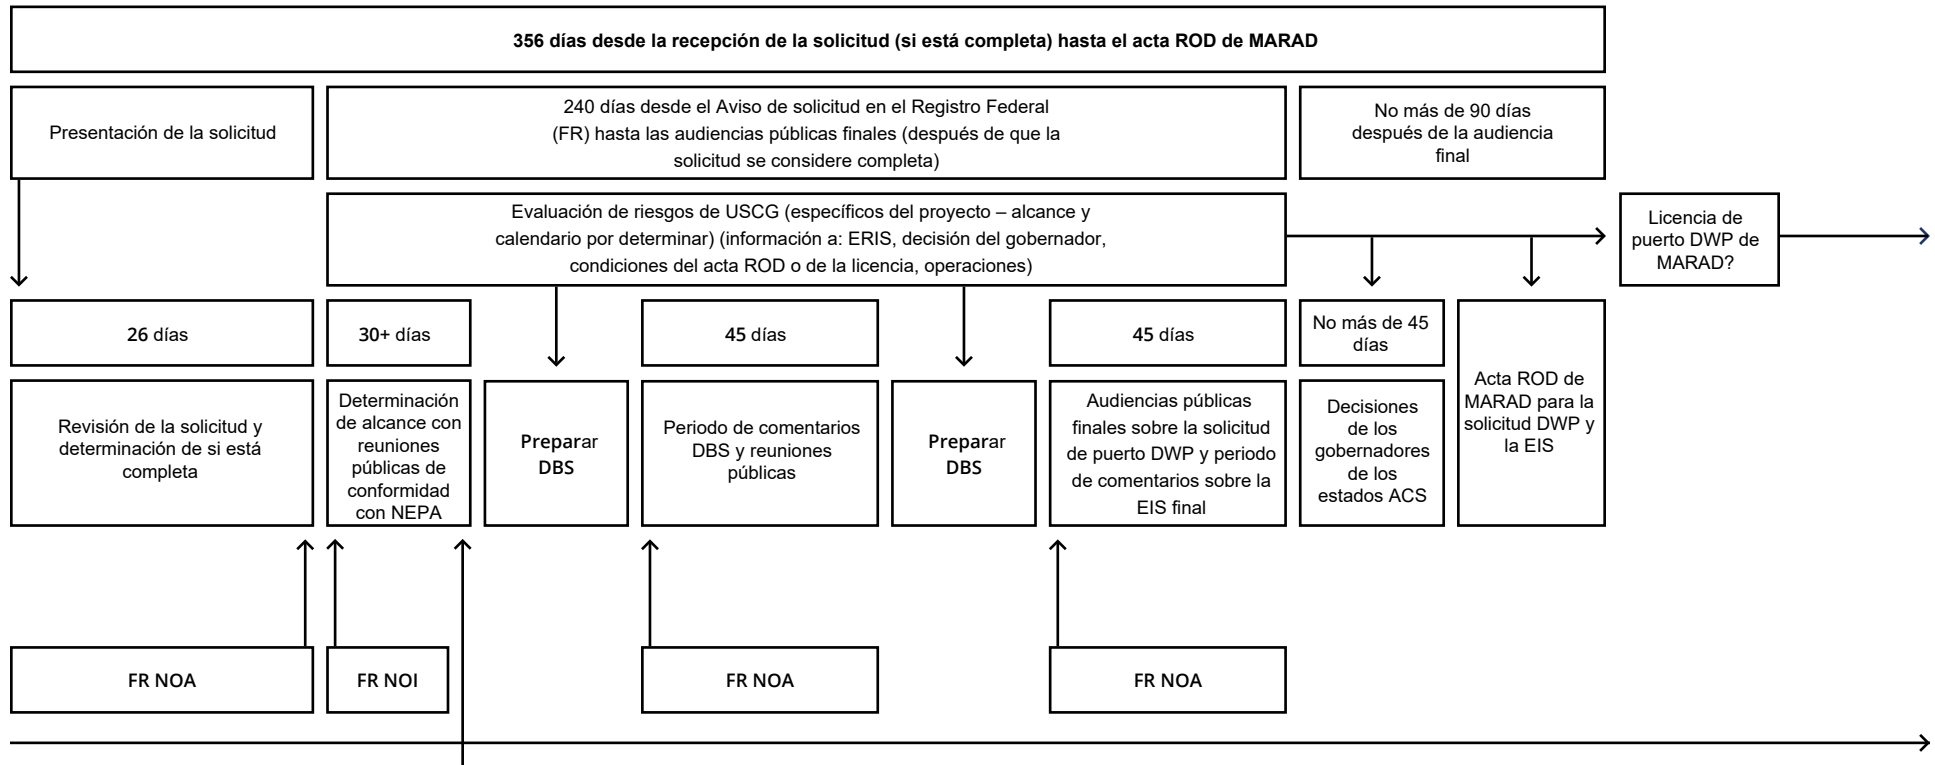 356 días desde la recepción de la solicitud (si está completa) hasta el acta ROD de MARAD
Presentación de la solicitud
240 días desde el Aviso de solicitud en el Registro Federal
(FR) hasta las audiencias públicas finales (después de que la
solicitud se considere completa)
No más de 90 días
después de la audiencia
final
Evaluación de riesgos de USCG (específicos del proyecto – alcance y
calendario por determinar) (información a: ERIS, decisión del gobernador,
condiciones del acta ROD o de la licencia, operaciones)
Licencia de
puerto DWP de
MARAD?
26 días
30+ días
45 días
45 días
No más de 45
días
Revisión de la solicitud y
determinación de si está
completa
Determinación
de alcance con
reuniones
públicas de
conformidad
con NEPA
Preparar
DBS
Periodo de comentarios
DBS y reuniones
públicas
Preparar
DBS
Audiencias públicas
finales sobre la solicitud
de puerto DWP y periodo
de comentarios sobre la
EIS final
Decisiones
de los
gobernadores
de los
estados ACS
Acta ROD de
MARAD para la
solicitud DWP y
la EIS
FR NOA
FR NOI
FR NOA
FR NOA